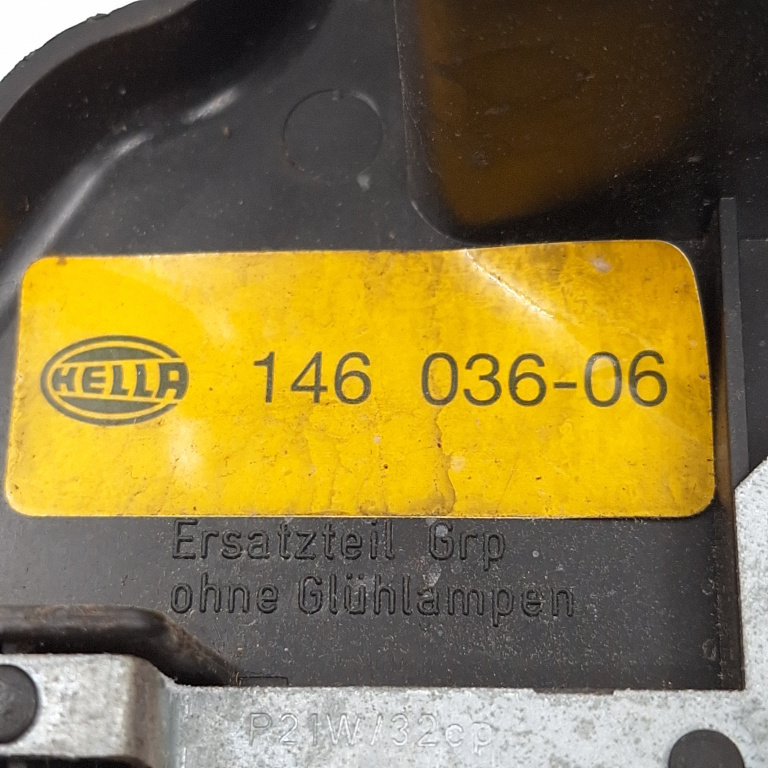 HELLA 146 036-06
Ersatzteil Grp
ohne Glühlampen
P21W/32cp